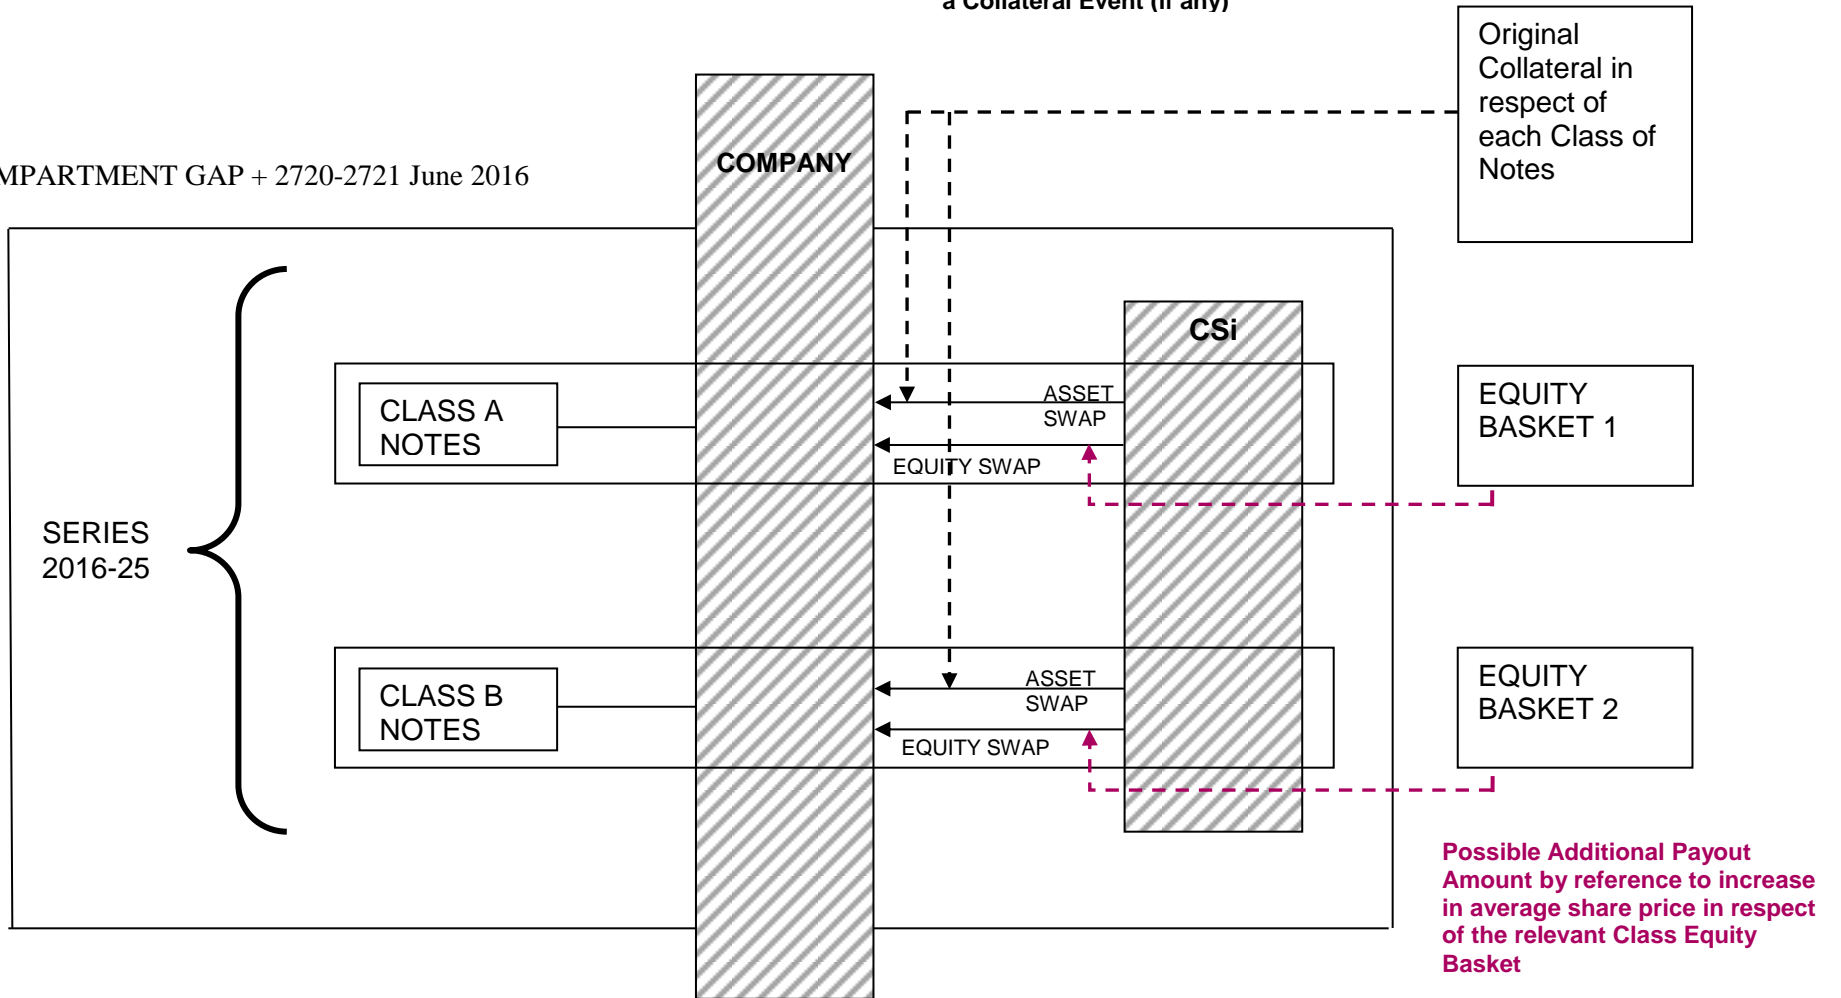 a Collateral Event (if any)
Original
Collateral in
respect of
each Class of
Notes
COMPANY
MPARTMENT GAP + 2720-2721 June 2016
CSi
CLASS A
NOTES
ASSET
SWAP
EQUITY SWAP
EQUITY
BASKET 1
SERIES
2016-25
CLASS B
NOTES
ASSET
SWAP
EQUITY SWAP
EQUITY
BASKET 2
Possible Additional Payout
Amount by reference to increase
in average share price in respect
of the relevant Class Equity
Basket